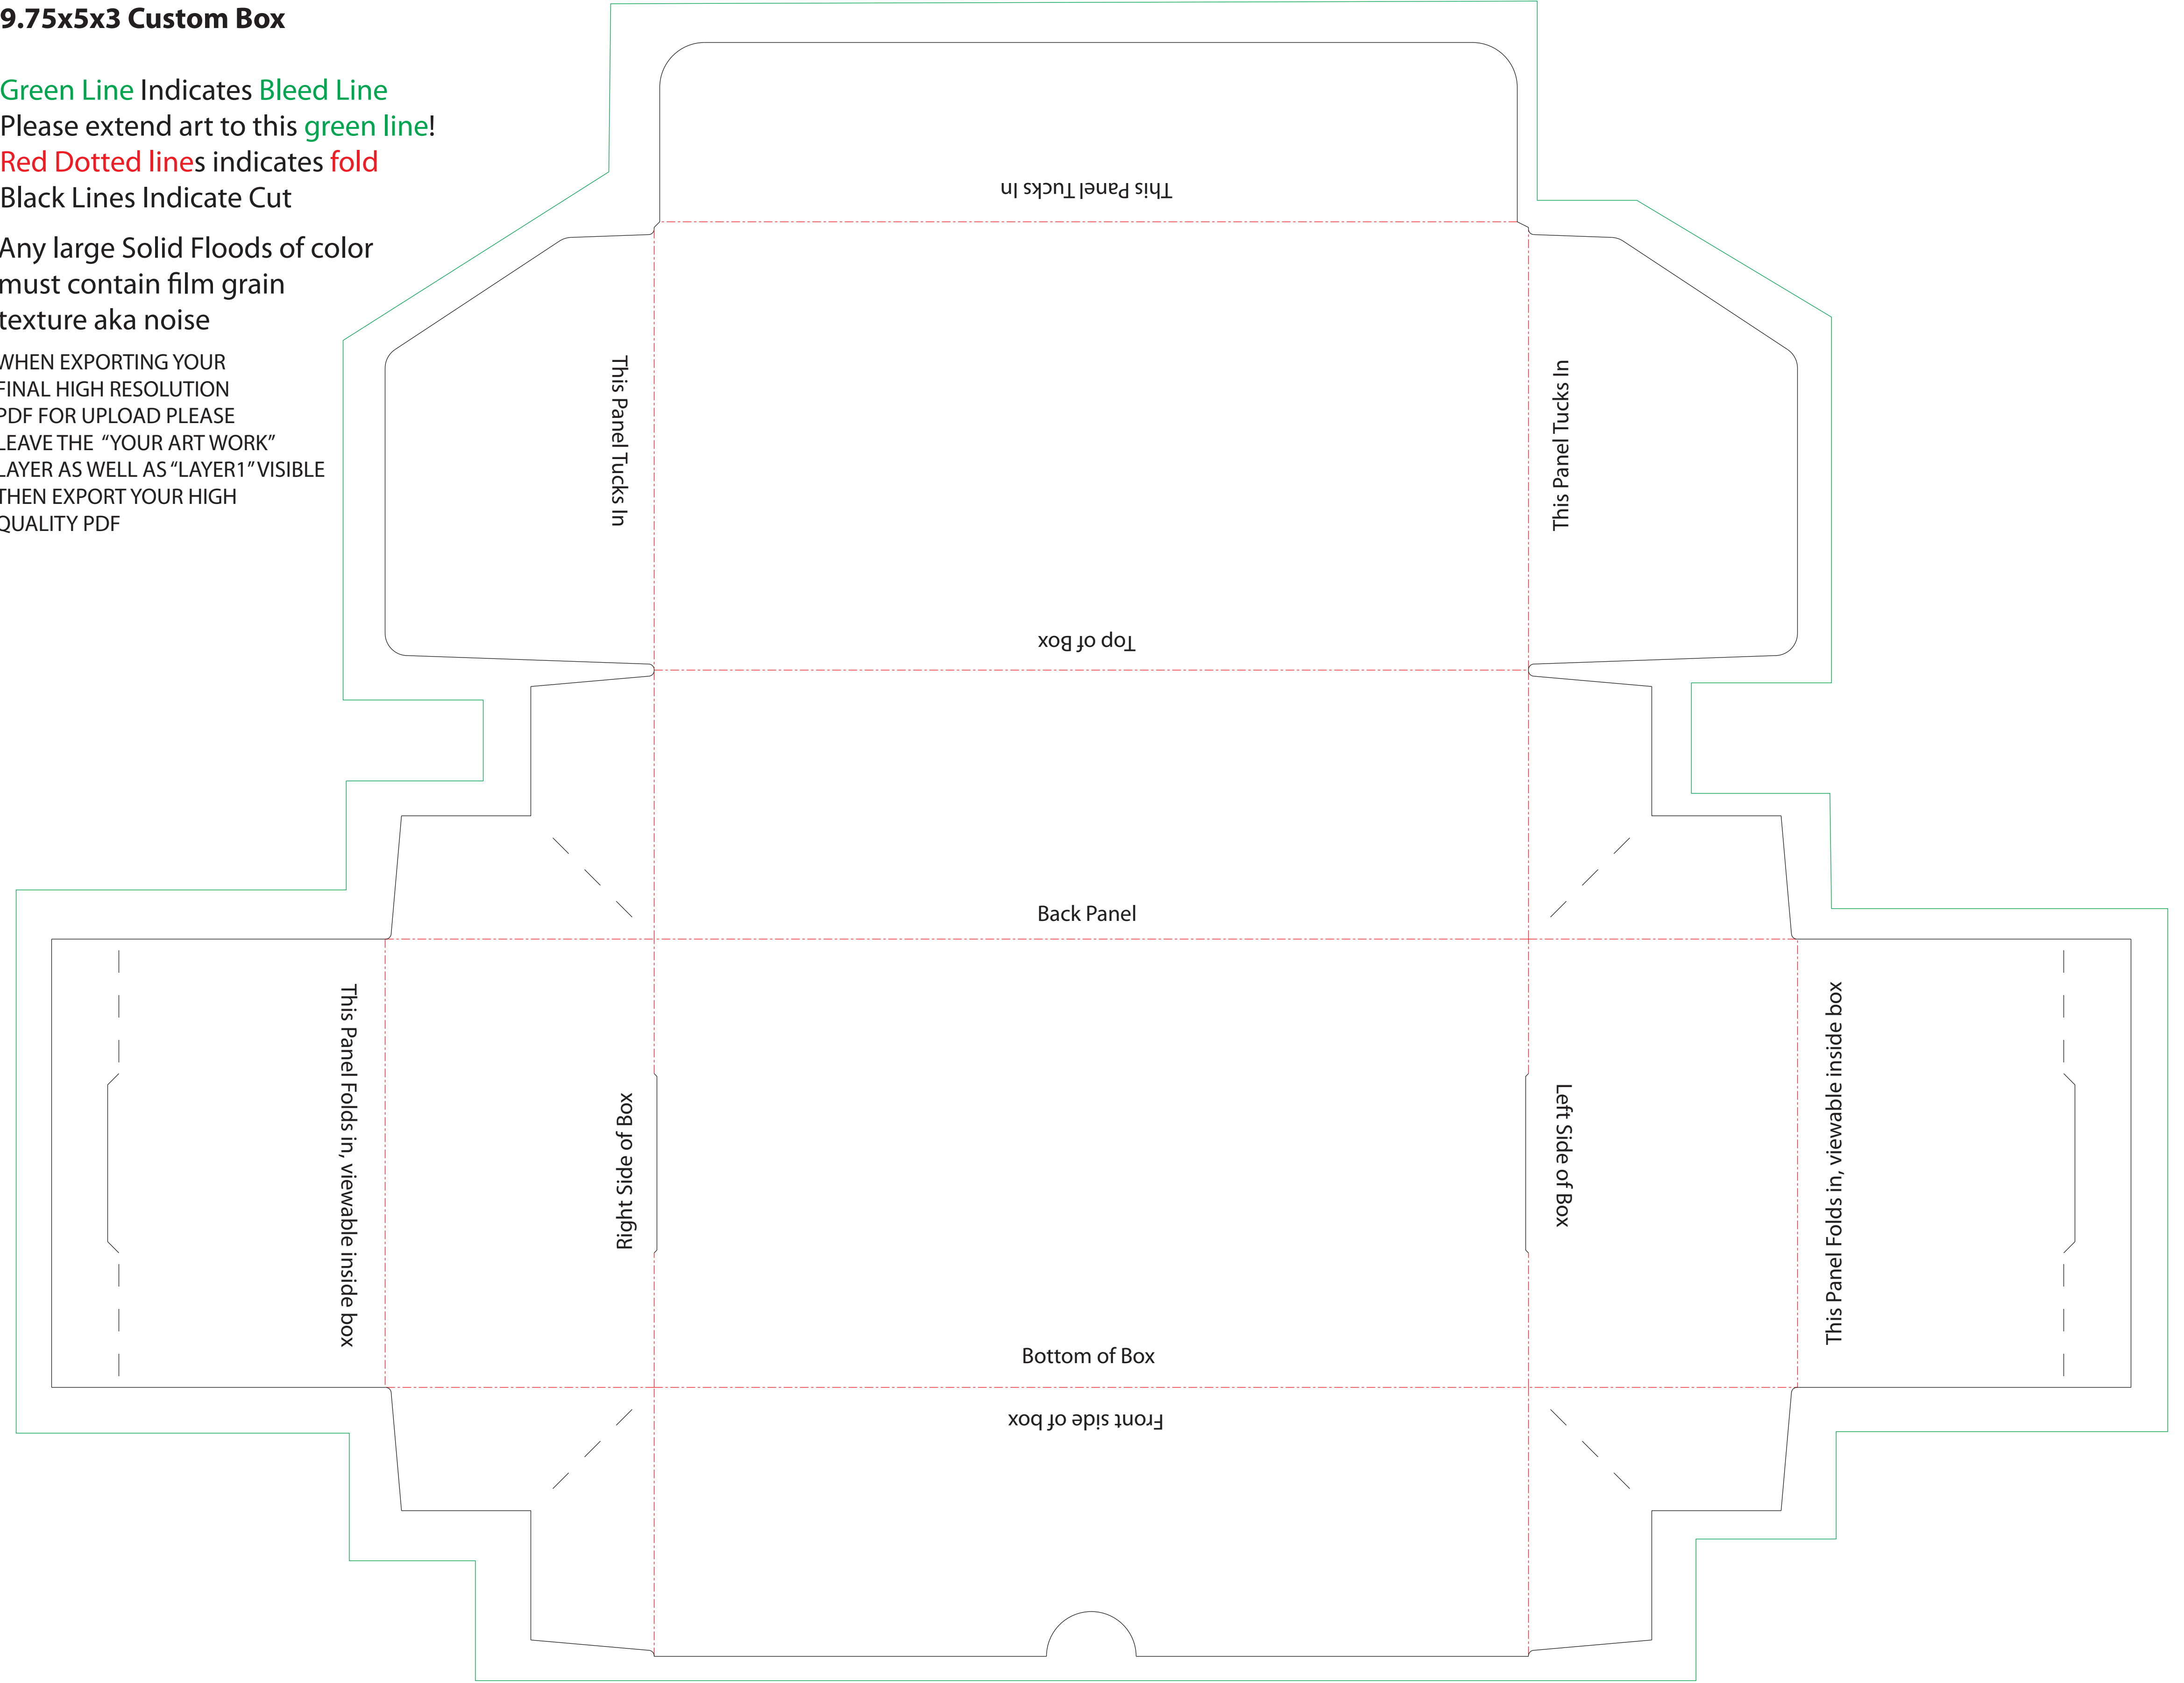 9.75x5x3 Custom Box
Green Line Indicates Bleed Line
Please extend art to this green line!
Red Dotted lines indicates fold
Black Lines Indicate Cut
Any large Solid Floods of color
must contain film grain
texture aka noise
WHEN EXPORTING YOUR
FINAL HIGH RESOLUTION
PDF FOR UPLOAD PLEASE
LEAVE THE “YOUR ART WORK”
LAYER AS WELL AS “LAYER1” VISIBLE
THEN EXPORT YOUR HIGH
QUALITY PDF
This Panel Tucks In
This Panel Tucks In
This Panel Tucks In
Top of Box
Back Panel
This Panel Folds in, viewable inside box
Right Side of Box
Left Side of Box
This Panel Folds in, viewable inside box
Bottom of Box
Front side of box